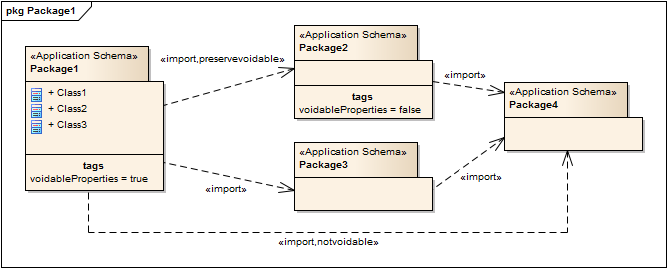 pkg Package1
«Application Schema»
Package1
+ Class1
+ Class2
+ Class3
tags
voidableProperties = true
«import,preservevoidable»
«Application Schema»
Package2
tags
voidableProperties = false
«import»
«Application Schema»
Package4
«import»
«Application Schema»
Package3
«import»
«import,notvoidable»